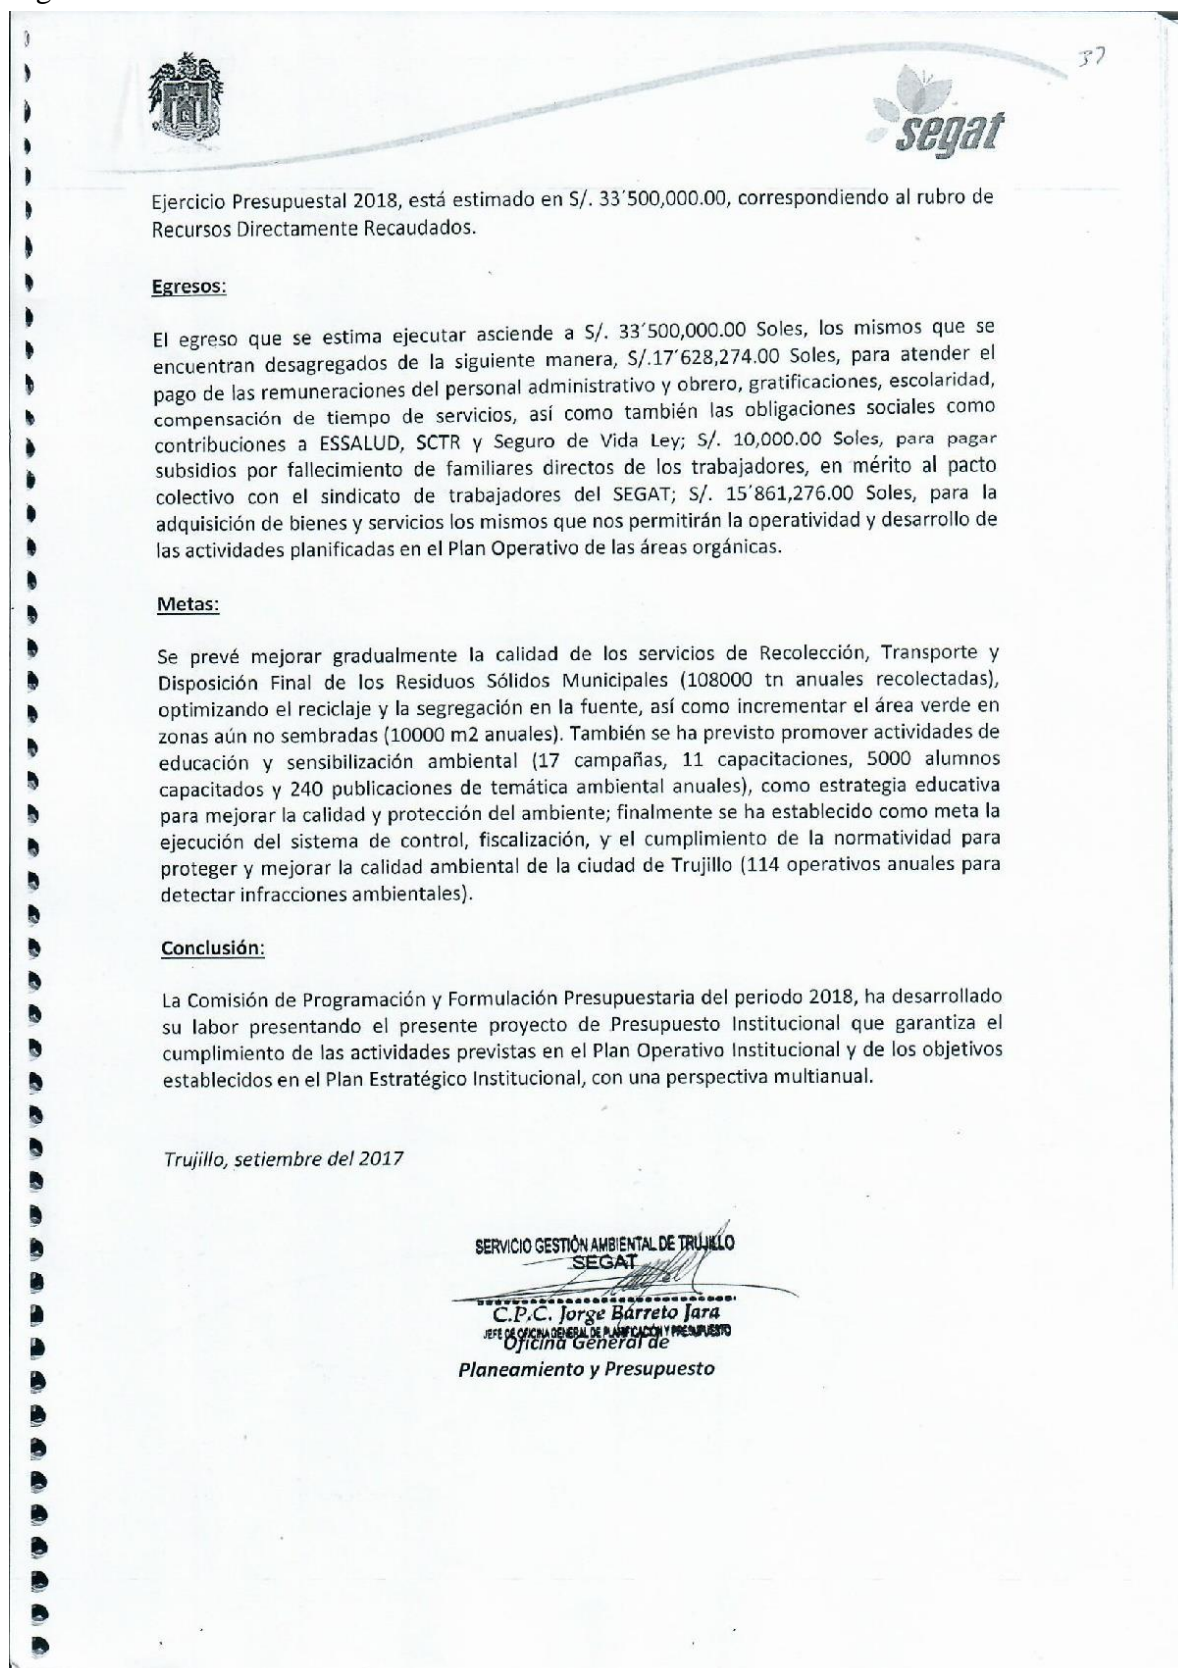 37
segat
Ejercicio Presupuestal 2018, está estimado en S/. 33´500,000.00, correspondiendo al rubro de
Recursos Directamente Recaudados.
Egresos:
El egreso que se estima ejecutar asciende a S/. 33´500,000.00 Soles, los mismos que se
encuentran desagregados de la siguiente manera, S/.17´628,274.00 Soles, para atender el
pago de las remuneraciones del personal administrativo y obrero, gratificaciones, escolaridad,
compensación de tiempo de servicios, así como también las obligaciones sociales como
contribuciones a ESSALUD, SCTR y Seguro de Vida Ley; S/. 10,000.00 Soles, para pagar
subsidios por fallecimiento de familiares directos de los trabajadores, en mérito al pacto
colectivo con el sindicato de trabajadores del SEGAT; S/. 15´861,276.00 Soles, para la
adquisición de bienes y servicios los mismos que nos permitirán la operatividad y desarrollo de
las actividades planificadas en el Plan Operativo de las áreas orgánicas.
Metas:
Se prevé mejorar gradualmente la calidad de los servicios de Recolección, Transporte y
Disposición Final de los Residuos Sólidos Municipales (108000 tn anuales recolectadas),
optimizando el reciclaje y la segregación en la fuente, así como incrementar el área verde en
zonas aún no sembradas (10000 m2 anuales). También se ha previsto promover actividades de
educación y sensibilización ambiental (17 campañas, 11 capacitaciones, 5000 alumnos
capacitados y 240 publicaciones de temática ambiental anuales), como estrategia educativa
para mejorar la calidad y protección del ambiente; finalmente se ha establecido como meta la
ejecución del sistema de control, fiscalización, y el cumplimiento de la normatividad para
proteger y mejorar la calidad ambiental de la ciudad de Trujillo (114 operativos anuales para
detectar infracciones ambientales).
Conclusión:
La Comisión de Programación y Formulación Presupuestaria del periodo 2018, ha desarrollado
su labor presentando el presente proyecto de Presupuesto Institucional que garantiza el
cumplimiento de las actividades previstas en el Plan Operativo Institucional y de los objetivos
establecidos en el Plan Estratégico Institucional, con una perspectiva multianual.
Trujillo, setiembre del 2017
SERVICIO GESTIÓN AMBIENTAL DE TRUJILLO
SEGAT
C.P.C. Jorge Barreto Jara
JEFE DE OFICINA GENERAL DE PLANIFICACIÓN Y PRESUPUESTO
Oficina General de
Planeamiento y Presupuesto